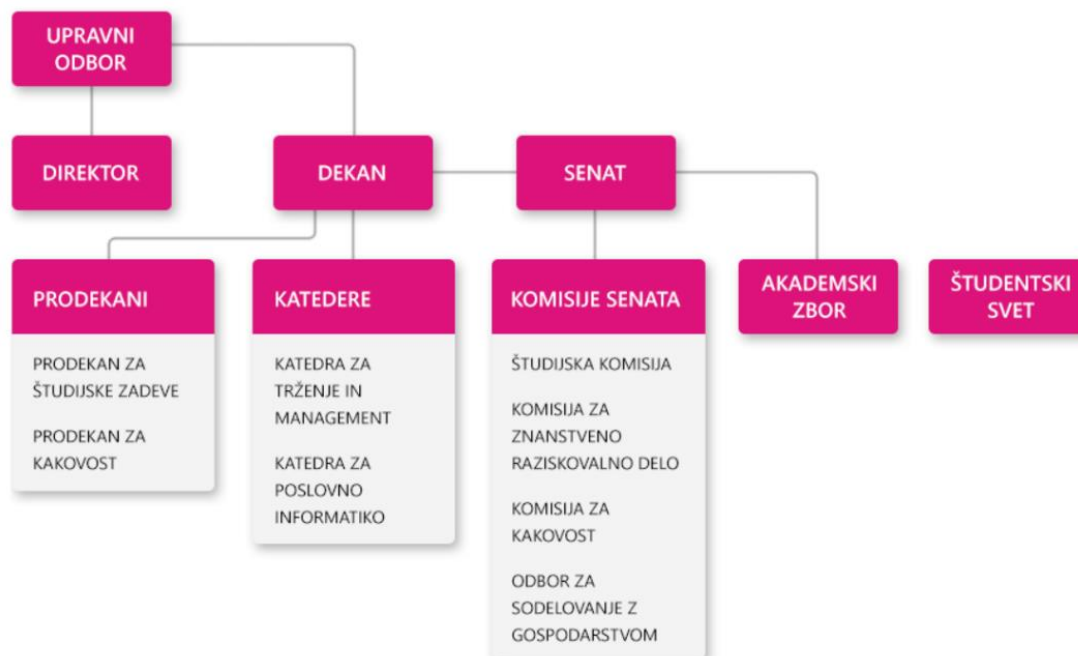 UPRAVNI
ODBOR
DIREKTOR
DEKAN
SENAT
PRODEKANI
PRODEKAN ZA
ŠTUDIJSKE ZADEVE
PRODEKAN ZA
KAKOVOST
KATEDERE
KATEDRA ZA
TRŽENJE IN
MANAGEMENT
KATEDRA ZA
POSLOVNO
INFORMATIKO
KOMISIJE SENATA
ŠTUDIJSKA KOMISIJA
KOMISIJA ZA
ZNANSTVENO
RAZISKOVALNO DELO
KOMISIJA ZA
KAKOVOST
ODBOR ZA
SODELOVANJE Z
GOSPODARSTVOM
AKADEMSKI
ZBOR
ŠTUDENTSKI
SVET